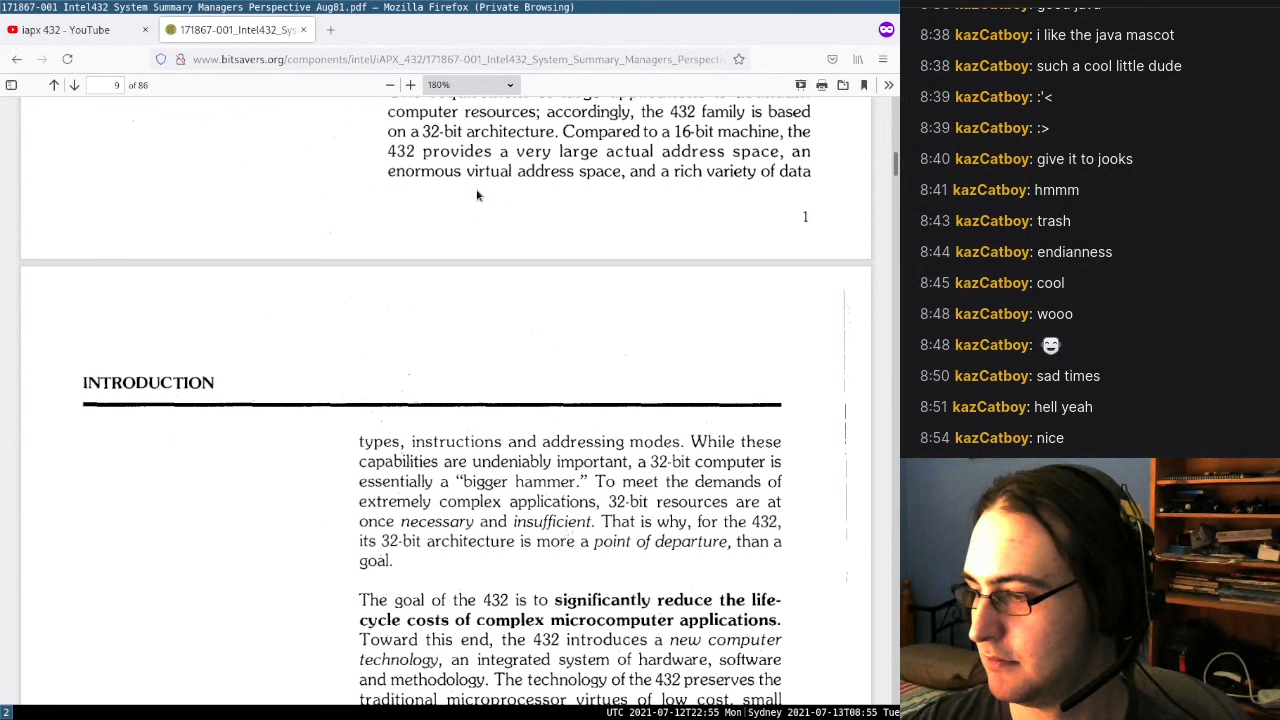 171867-001 Intel432 System Summary Managers Perspective Aug81.pdf - Mozilla Firefox (Private Browsing)
iapx 432 - YouTube
171867-001_Intel432_Sys
www.bitsavers.org/components/intel/iAPX_432/171867-001_Intel432_System_Summary_Managers_Perspecti
9 of 86
180%
computer resources; accordingly, the 432 family is based
on a 32-bit architecture. Compared to a 16-bit machine, the
432 provides a very large actual address space, an
enormous virtual address space, and a rich variety of data
1
INTRODUCTION
types, instructions and addressing modes. While these
capabilities are undeniably important, a 32-bit computer is
essentially a “bigger hammer.” To meet the demands of
extremely complex applications, 32-bit resources are at
once necessary and insufficient. That is why, for the 432,
its 32-bit architecture is more a point of departure, than a
goal.
The goal of the 432 is to significantly reduce the life-
cycle costs of complex microcomputer applications.
Toward this end, the 432 introduces a new computer
technology, an integrated system of hardware, software
and methodology. The technology of the 432 preserves the
traditional microprocessor virtues of low cost, small
8:38 kazCatboy: i like the java mascot
8:38 kazCatboy: such a cool little dude
8:39 kazCatboy: :'<
8:39 kazCatboy: :>
8:40 kazCatboy: give it to jooks
8:41 kazCatboy: hmmm
8:43 kazCatboy: trash
8:44 kazCatboy: endianness
8:45 kazCatboy: cool
8:48 kazCatboy: wooo
8:48 kazCatboy:
8:50 kazCatboy: sad times
8:51 kazCatboy: hell yeah
8:54 kazCatboy: nice
2
UTC 2021-07-12T22:55 Mon|Sydney 2021-07-13T08:55 Tue